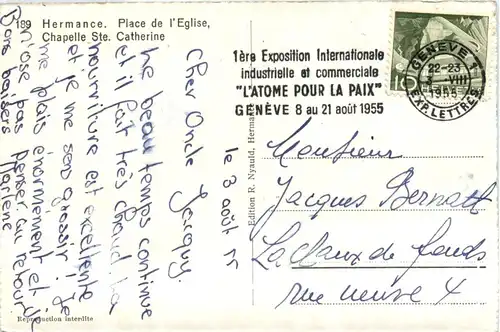 189 Hermance. Place de l'Eglise,
Chapelle Ste. Catherine
le 3 août 55
Cher Onde Jacquy.
Le beau temps continue
et il fait très chaud. La
nourriture est excellente
et je me sens grossir! Je
me plais énormément et je
n'ose pas penser au retour.
Bons baisers
Marlène
Reproduction interdite
Edition R. Nyauld, Hermance
1ère Exposition Internationale
industrielle et commerciale
"L'ATOME POUR LA PAIX"
GENÈVE 8 au 21 août 1955
GENÈVE 1
22-23
VIII
1955
EXP. LETTRES
10
Monsieur
Jacques Bernatt
La Chaux de fonds
rue neuve 4